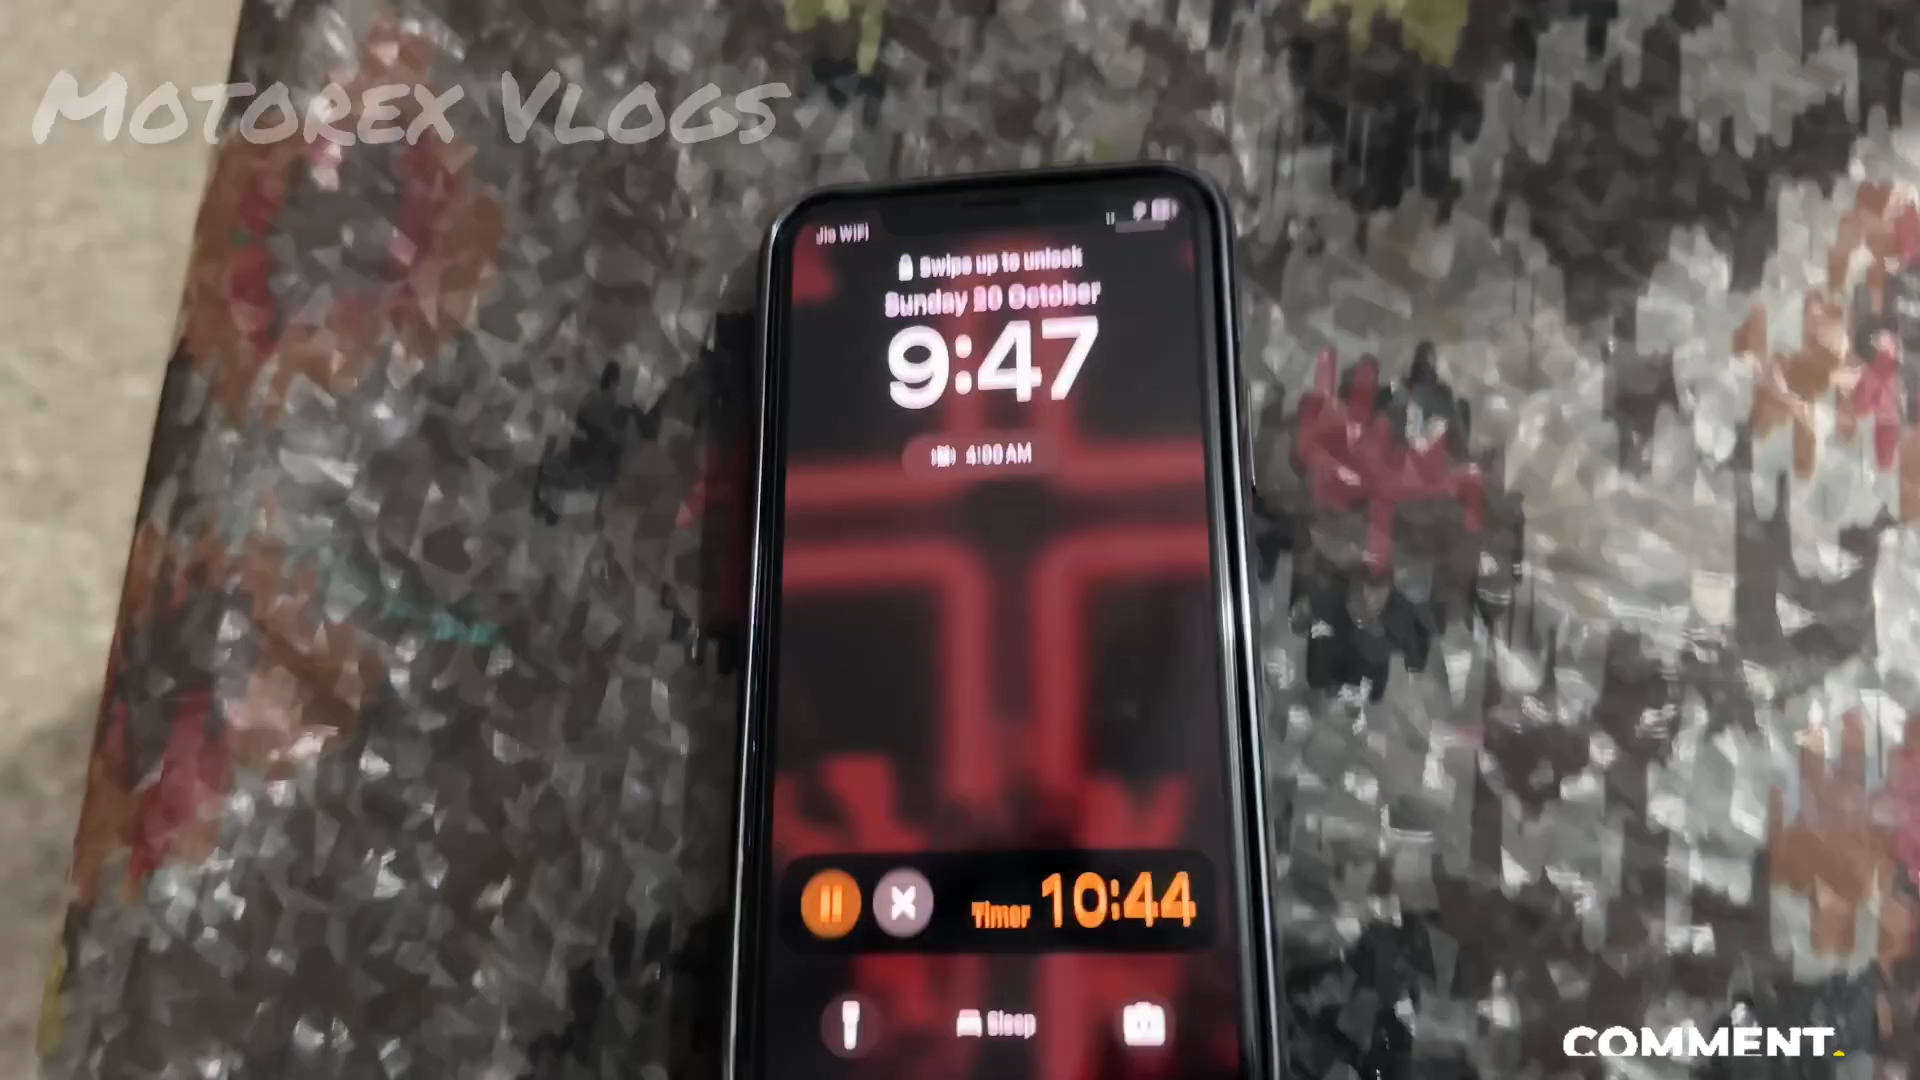 MOTOREX VLOGS
Jio WiFi
Swipe up to unlock
Sunday 20 October
9:47
4:00 AM
Timer 10:44
Sleep
COMMENT.